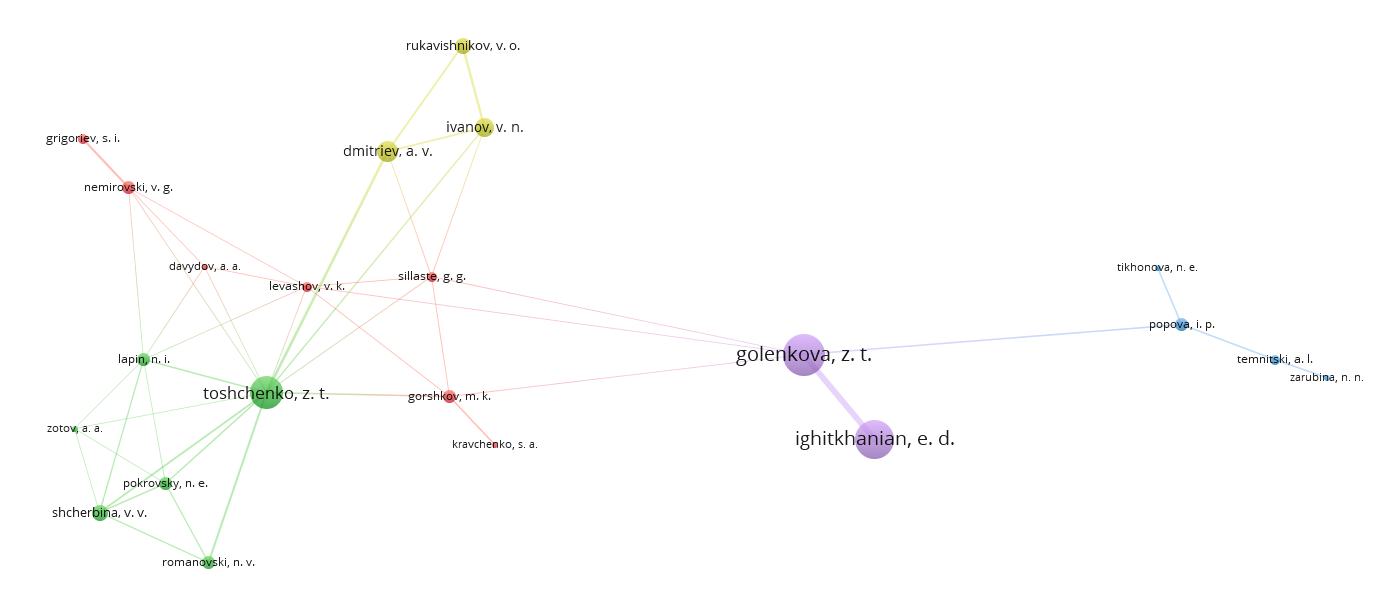 rukavishnikov, v. o.
ivanov, v. n.
grigoriev, s. i.
dmitriev, a. v.
nemirovski, v. g.
davydov, a. a.
tikhonova, n. e.
sillaste, g. g.
levashov, v. k.
popova, i. p.
golenkova, z. t.
lapin, n. i.
temnitski, a. l.
zarubina, n. n.
toshchenko, z. t.
gorshkov, m. k.
zotov, a. a.
ighitkhanian, e. d.
kravchenko, s. a.
pokrovsky, n. e.
shcherbina, v. v.
romanovski, n. v.